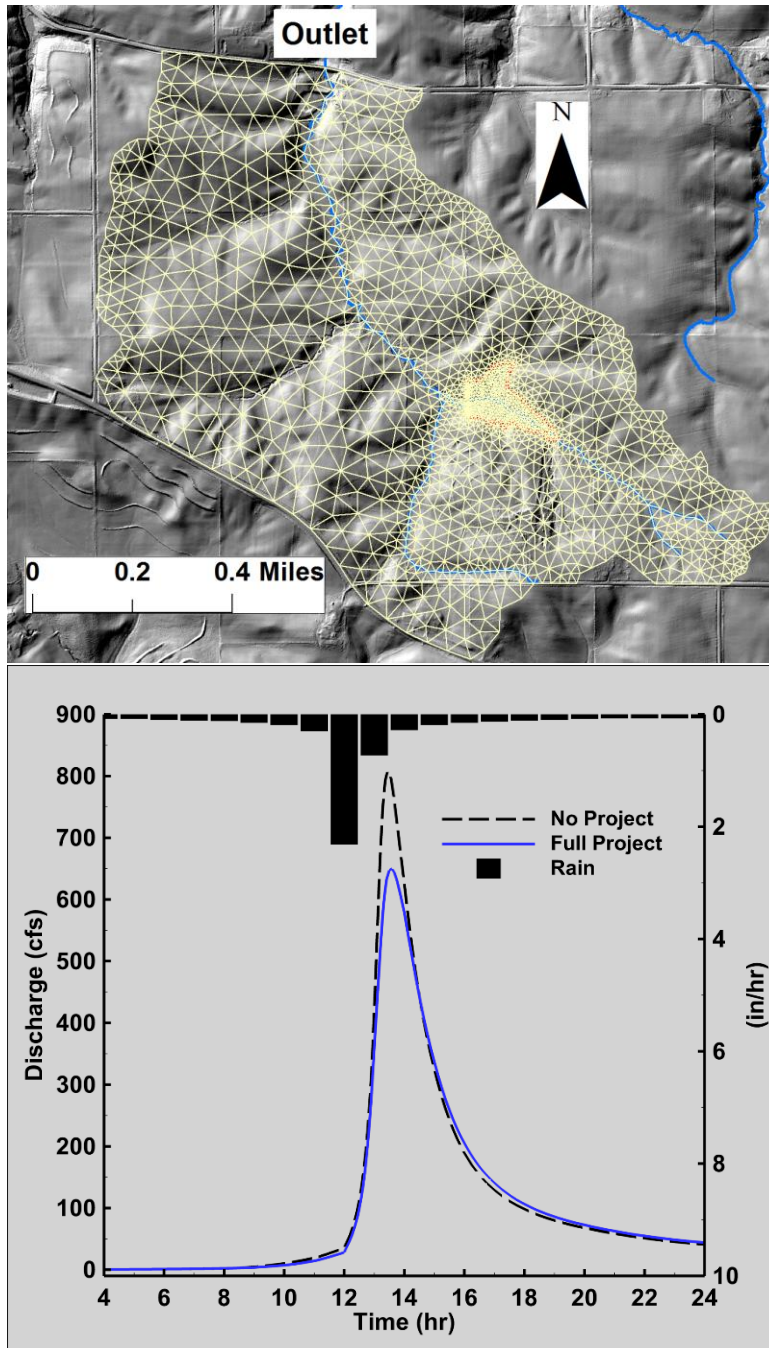 Outlet
N
0 0.2 0.4 Miles
900
800
700
600
500
400
300
200
100
0
Discharge (cfs)
No Project
Full Project
Rain
0
2
4
6
8
10
(in/hr)
4 6 8 10 12 14 16 18 20 22 24
Time (hr)